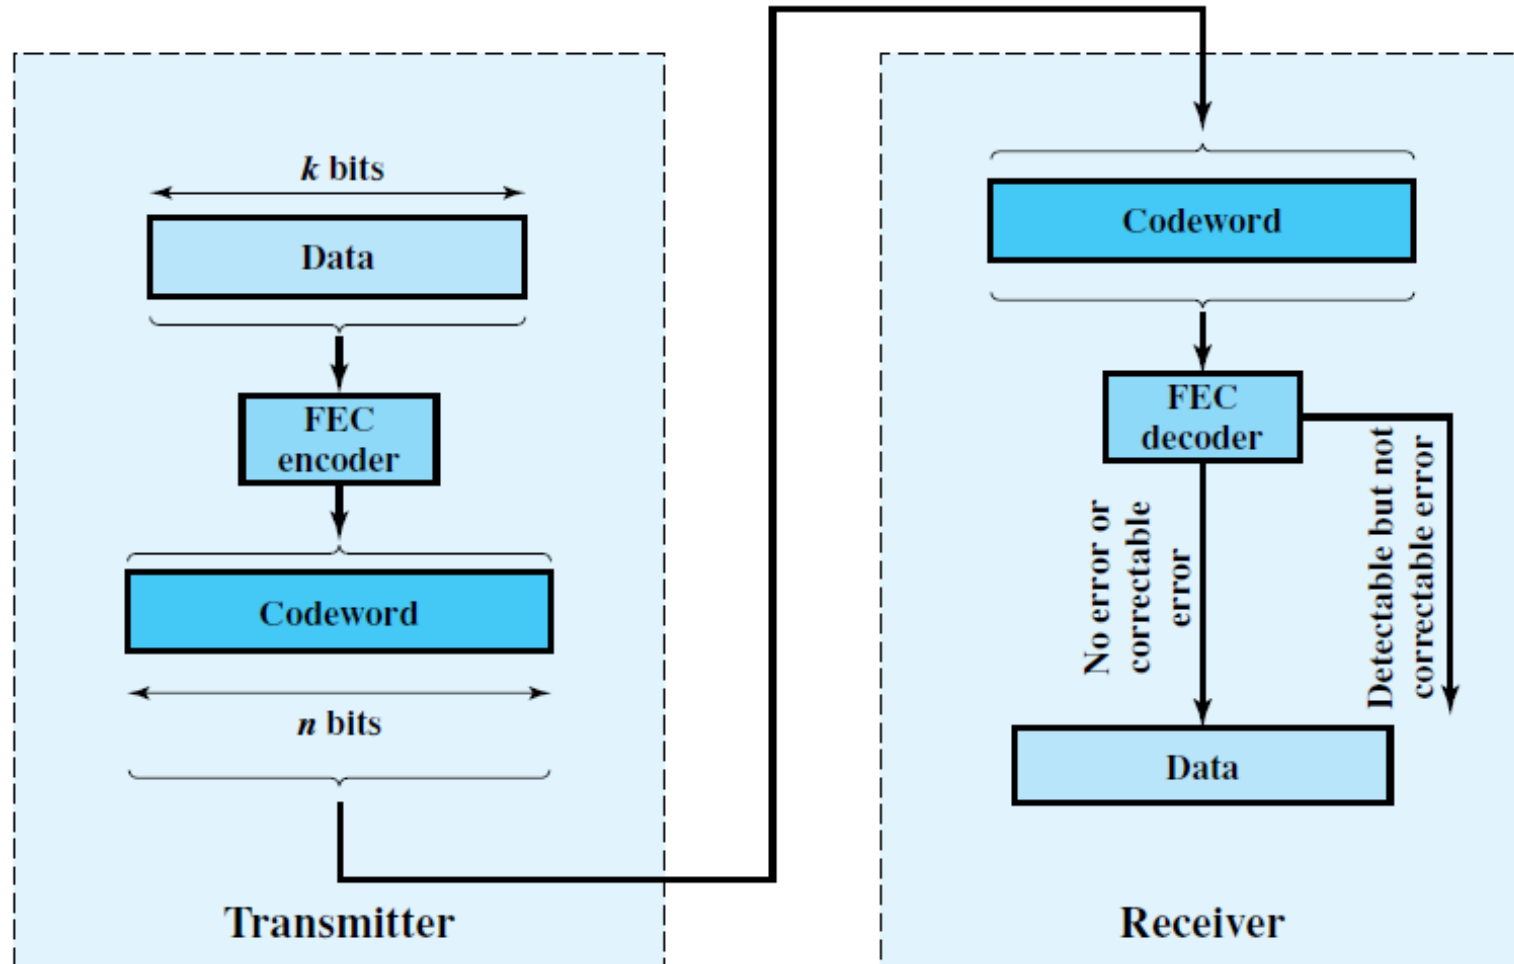 k bits
Data
FEC
encoder
Codeword
n bits
Transmitter
Codeword
FEC
decoder
No error or
correctable
error
Detectable but not
correctable error
Data
Receiver